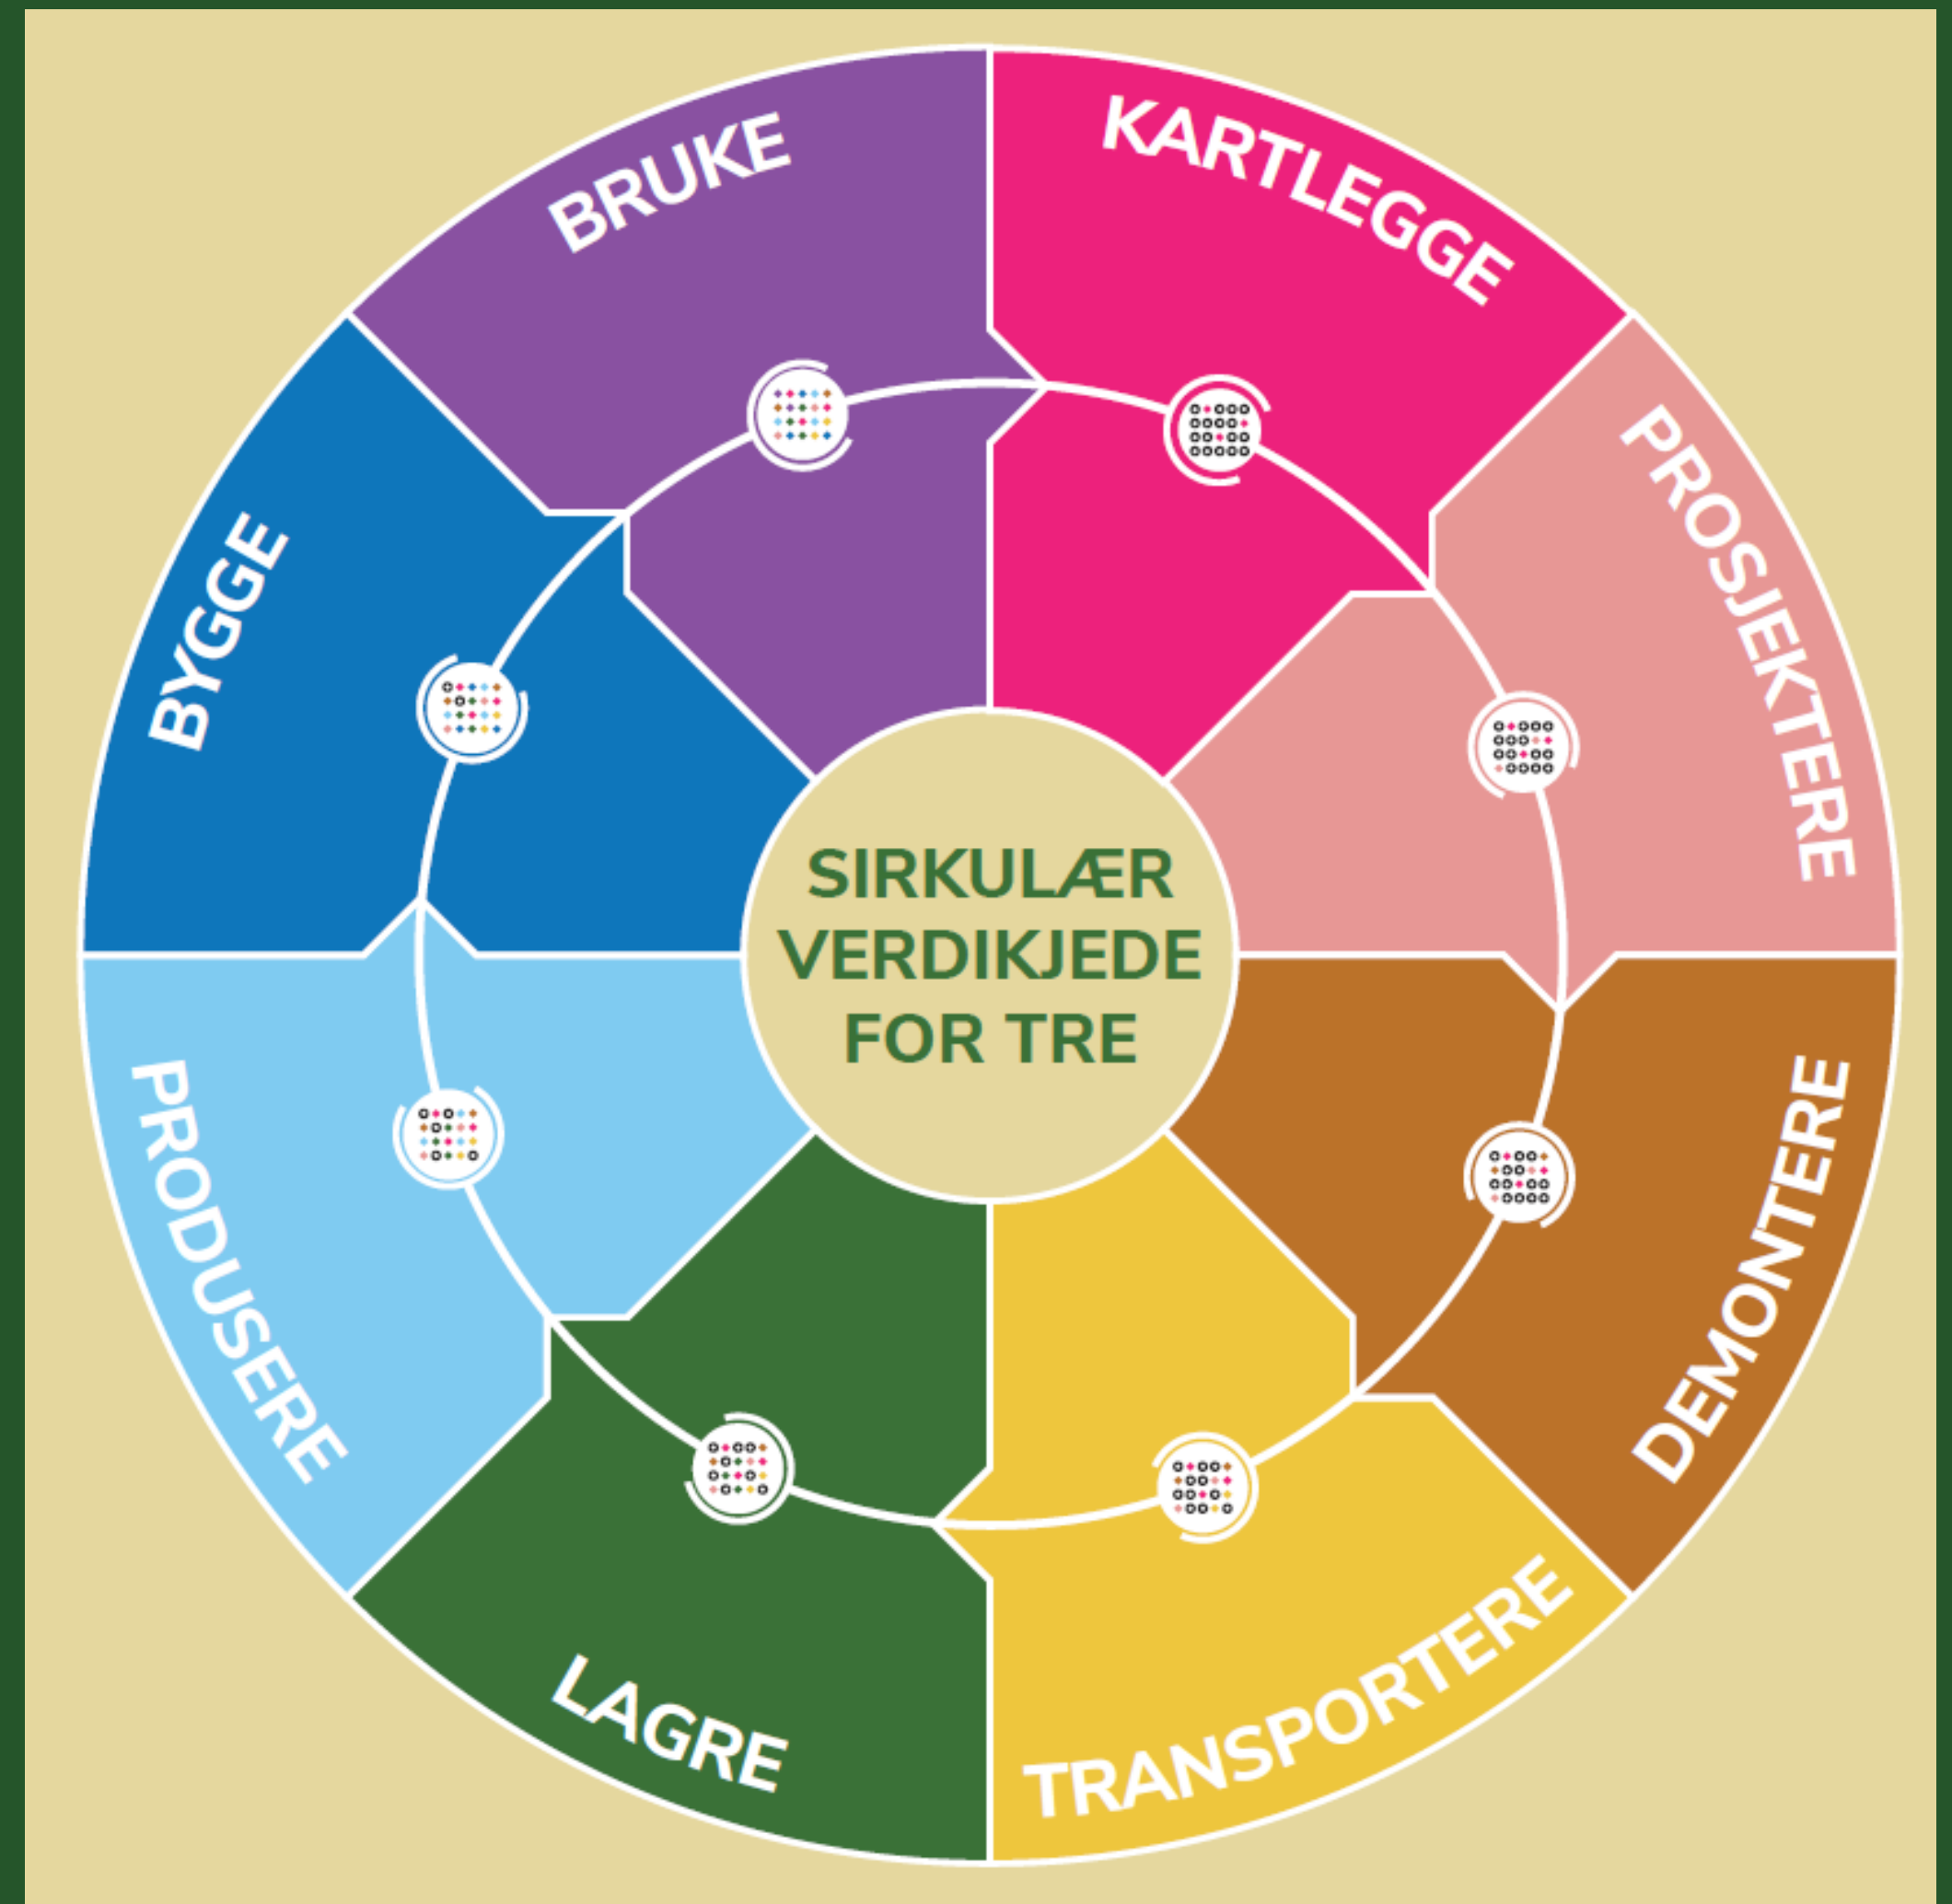 KARTLEGGE
PROSJEKTERE
DEMONTERE
TRANSPORTERE
LAGRE
PRODUSERE
BYGGE
BRUKE
SIRKULÆR
VERDIKJEDE
FOR TRE